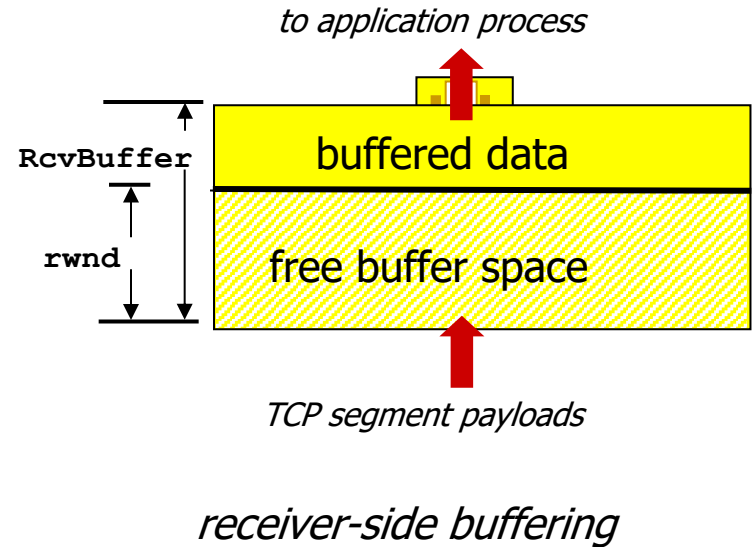 to application process
RcvBuffer
buffered data
rwnd
free buffer space
TCP segment payloads
receiver-side buffering